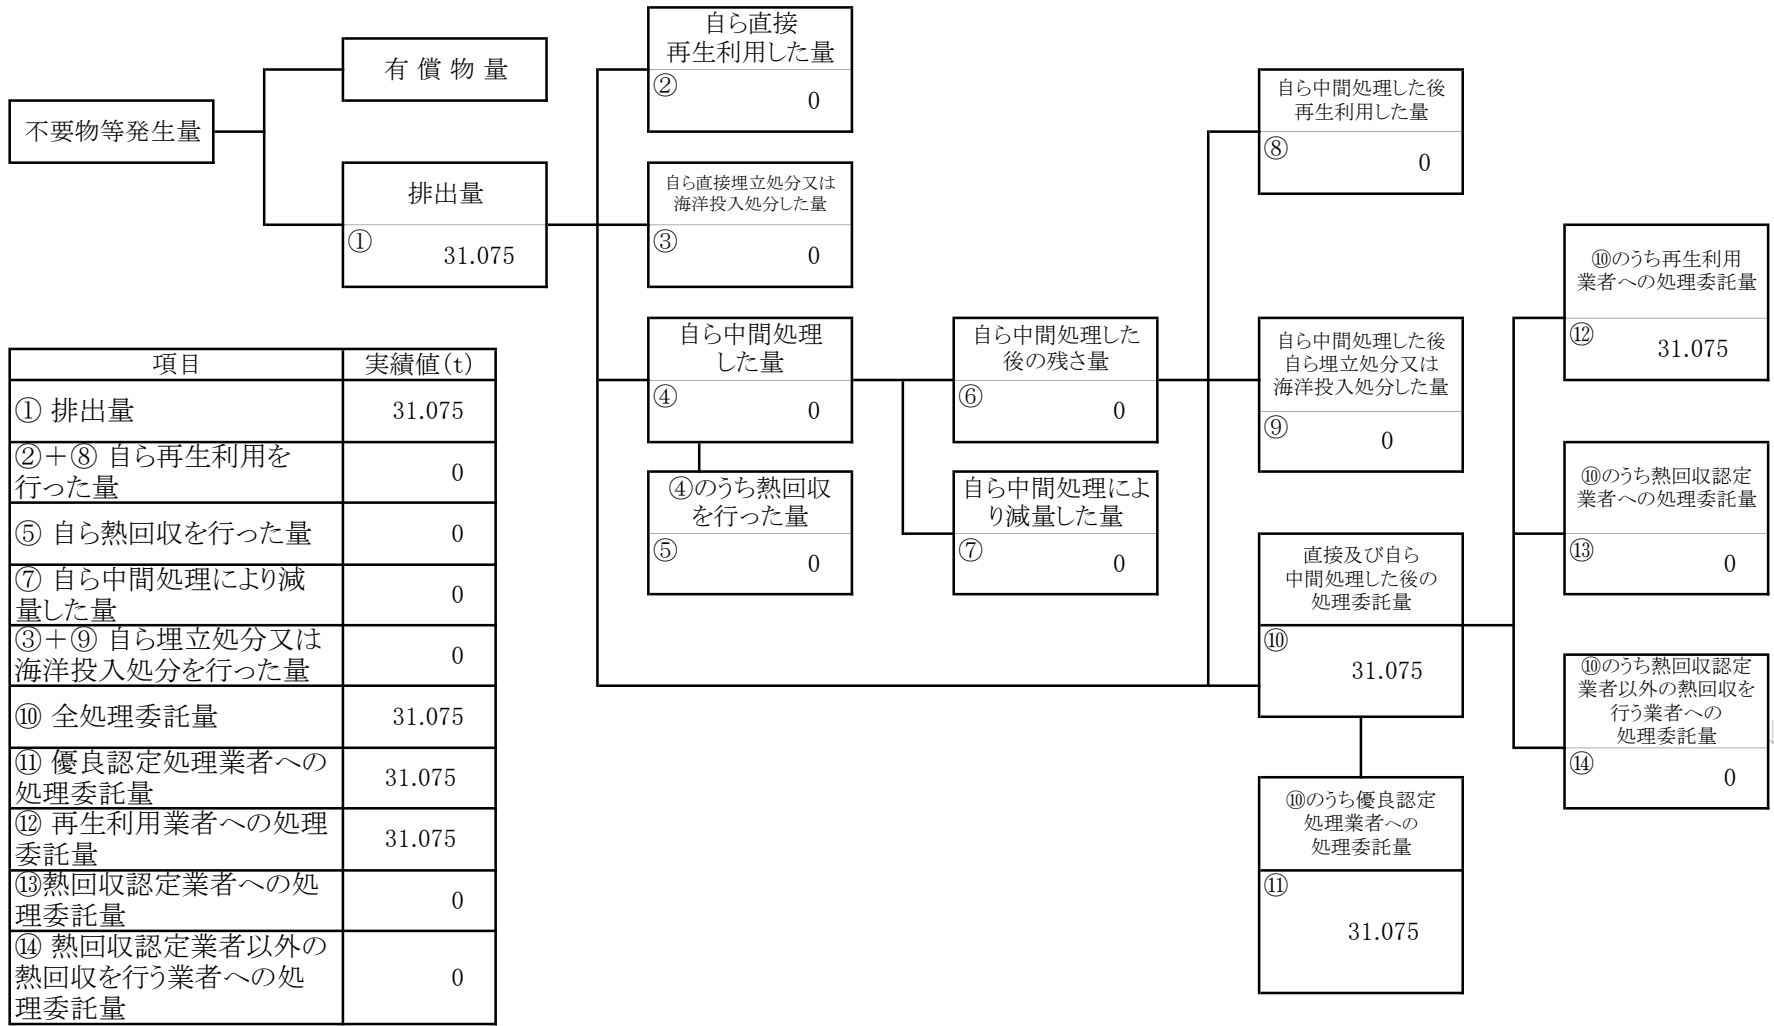 不要物等発生量
有 償 物 量
排出量
①
31.075
自ら直接
再生利用した量
②
0
自ら直接埋立処分又は
海洋投入処分した量
③
0
自ら中間処理
した量
④
0
④のうち熱回収
を行った量
⑤
0
自ら中間処理した
後の残さ量
⑥
0
自ら中間処理によ
り減量した量
⑦
0
自ら中間処理した後
再生利用した量
⑧
0
自ら中間処理した後
自ら埋立処分又は
海洋投入処分した量
⑨
0
直接及び自ら
中間処理した後の
処理委託量
⑩
31.075
⑩のうち優良認定
処理業者への
処理委託量
⑪
31.075
⑩のうち再生利用
業者への処理委託量
⑫
31.075
⑩のうち熱回収認定
業者への処理委託量
⑬
0
⑩のうち熱回収認定
業者以外の熱回収を
行う業者への
処理委託量
⑭
0
項目 実績値(t)
① 排出量 31.075
②＋⑧ 自ら再生利用を
行った量 0
⑤ 自ら熱回収を行った量 0
⑦ 自ら中間処理により減
量した量 0
③＋⑨ 自ら埋立処分又は
海洋投入処分を行った量 0
⑩ 全処理委託量 31.075
⑪ 優良認定処理業者への
処理委託量 31.075
⑫ 再生利用業者への処理
委託量 31.075
⑬熱回収認定業者への処
理委託量 0
⑭ 熱回収認定業者以外の
熱回収を行う業者への処
理委託量 0